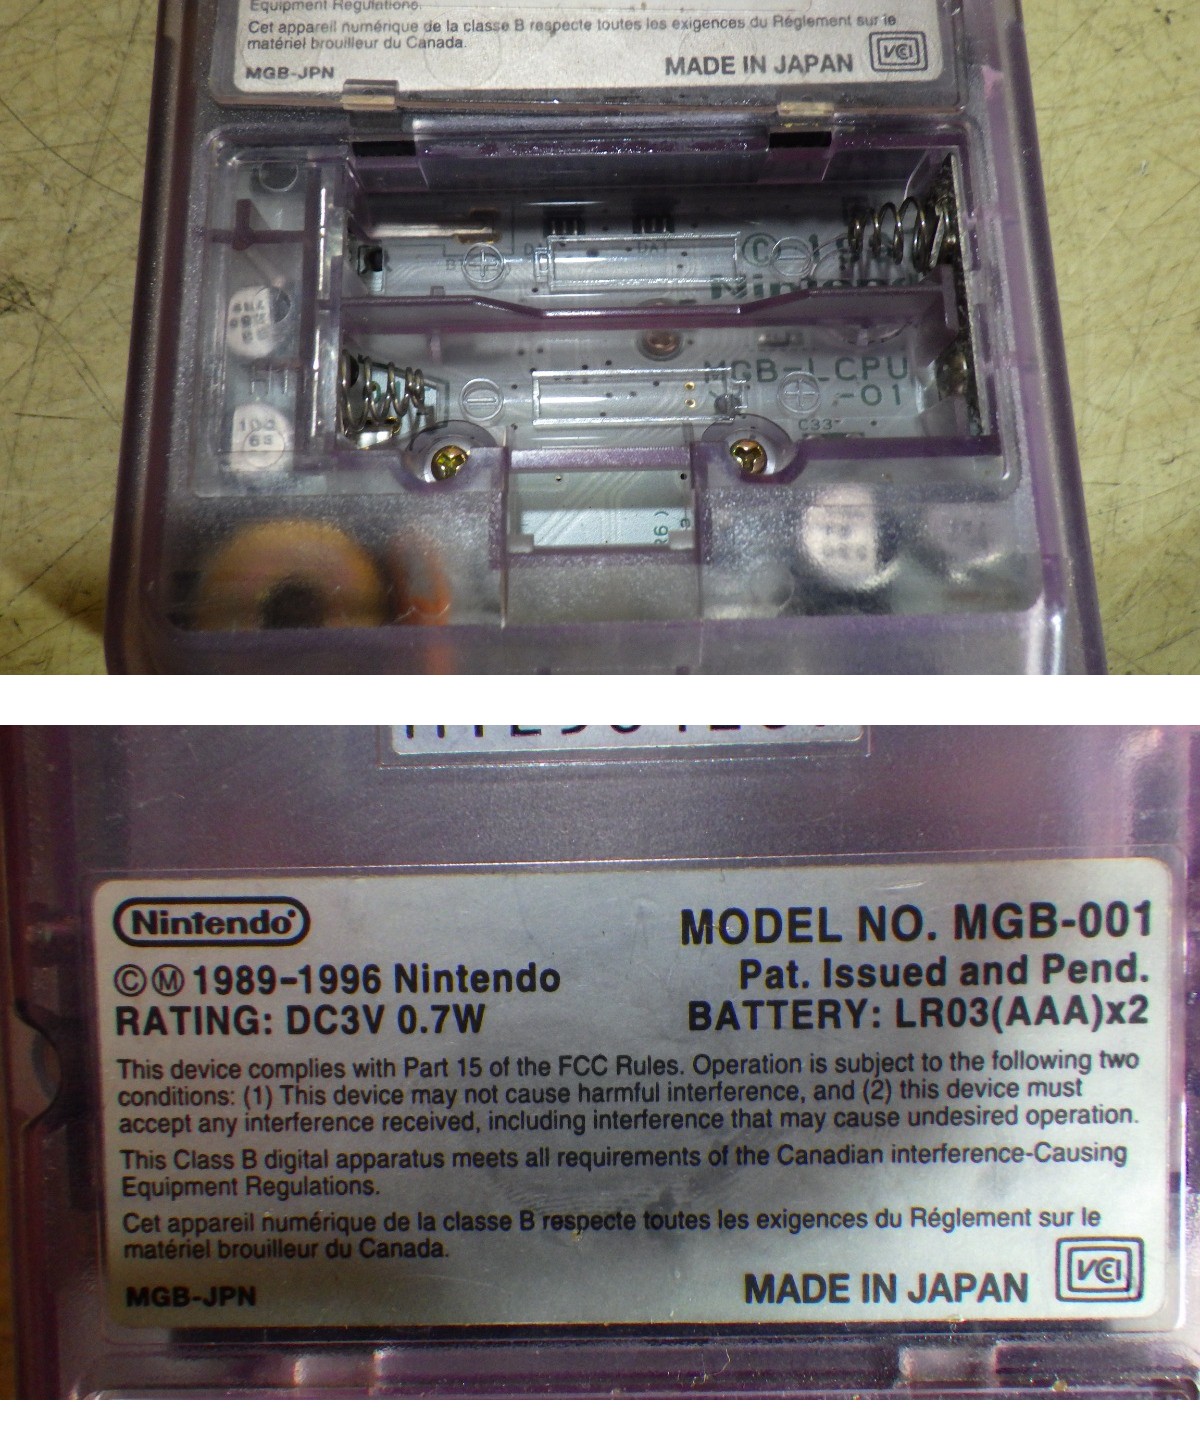 Equipment Regulations.
Cet appareil numérique de la classe B respecte toutes les exigences du Réglement sur le
matériel brouilleur du Canada.
MGB-JPN
MADE IN JAPAN
VCI
©
Nintendo
MGB-LCPU
-01
C33
100
6S
Nintendo®
©Ⓜ 1989-1996 Nintendo
RATING: DC3V 0.7W
MODEL NO. MGB-001
Pat. Issued and Pend.
BATTERY: LR03(AAA)x2
This device complies with Part 15 of the FCC Rules. Operation is subject to the following two
conditions: (1) This device may not cause harmful interference, and (2) this device must
accept any interference received, including interference that may cause undesired operation.
This Class B digital apparatus meets all requirements of the Canadian interference-Causing
Equipment Regulations.
Cet appareil numérique de la classe B respecte toutes les exigences du Réglement sur le
matériel brouilleur du Canada.
MGB-JPN
MADE IN JAPAN
VCI